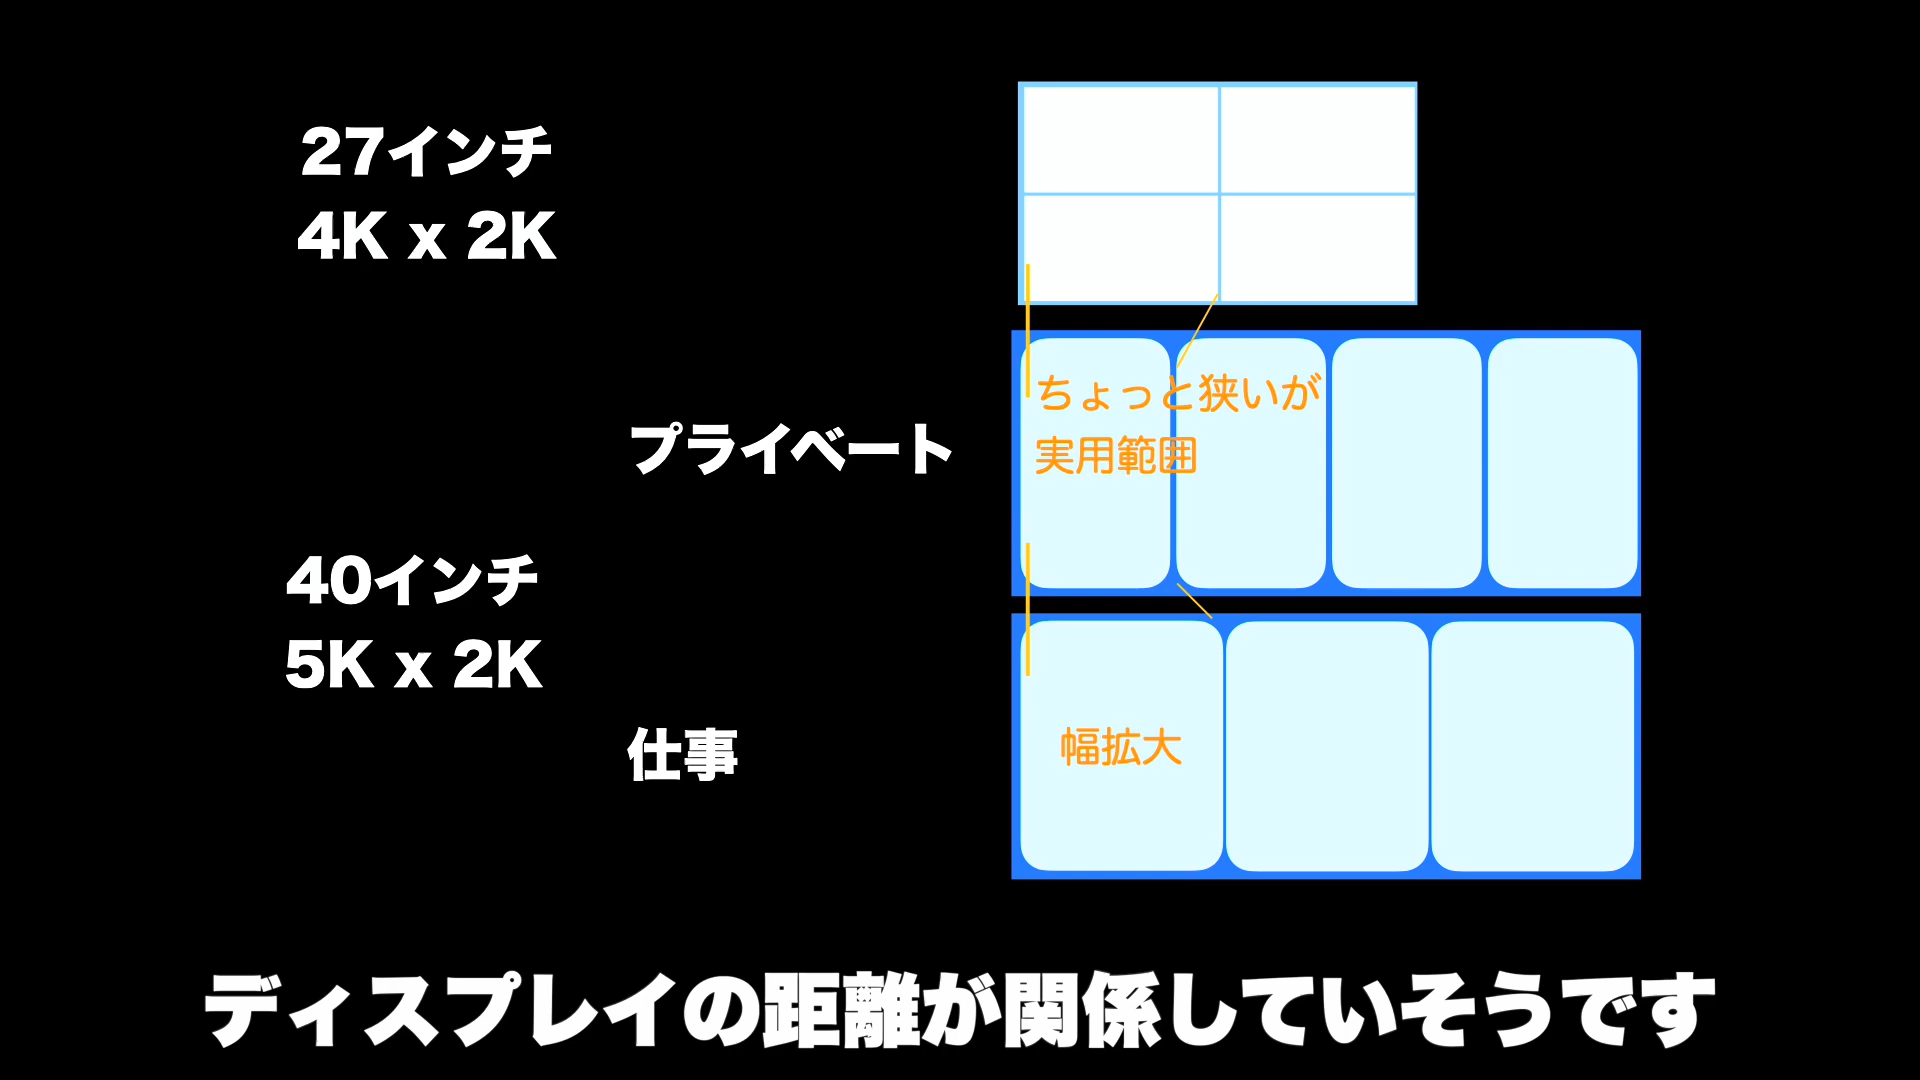 27インチ
4K x 2K
プライベート
ちょっと狭いが
実用範囲
40インチ
5K x 2K
仕事
幅拡大
ディスプレイの距離が関係していそうです